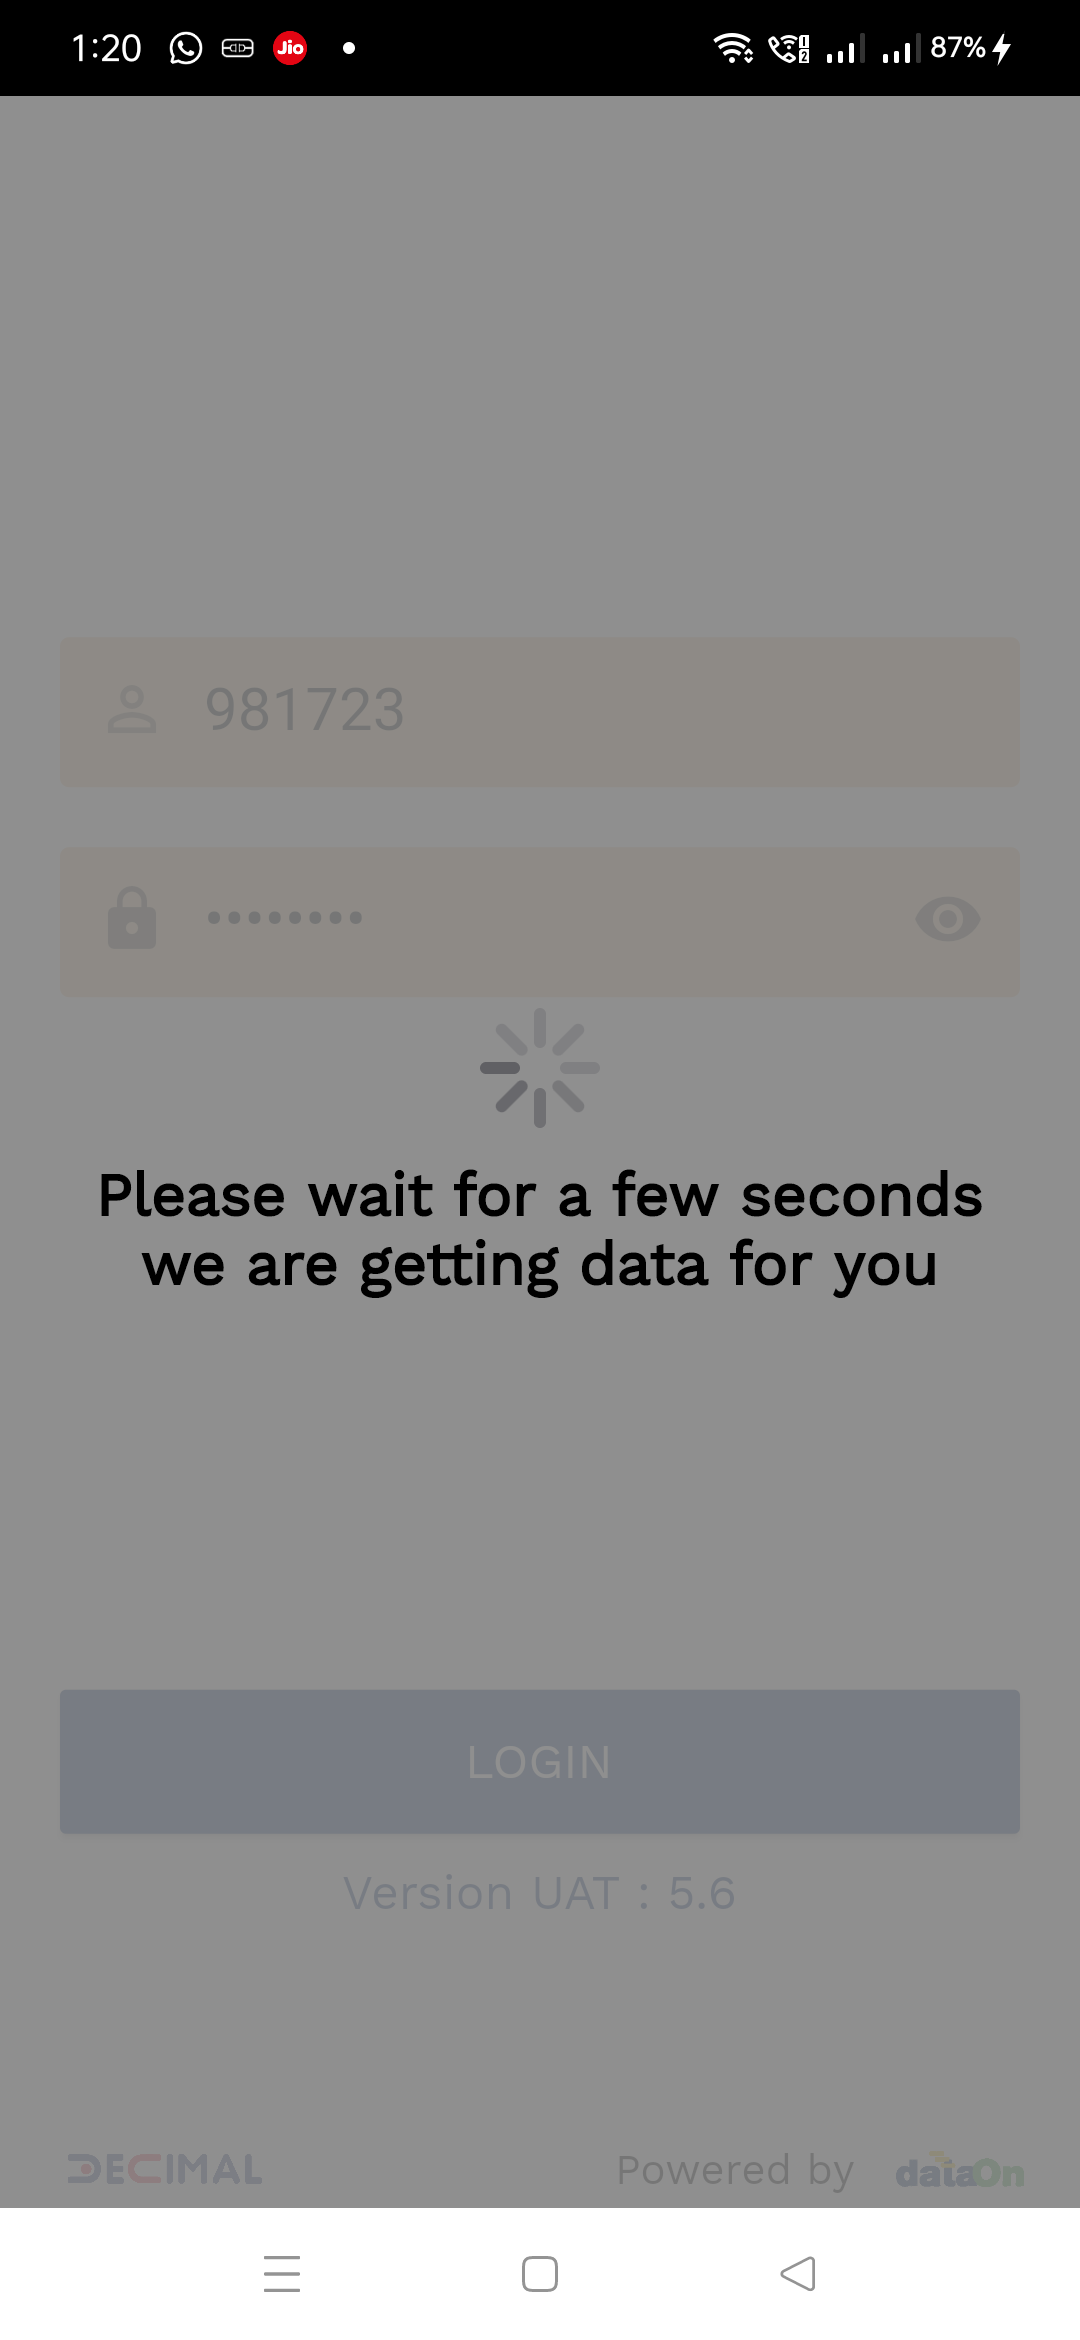 1:20 Jio 87%
981723
••••••••
Please wait for a few seconds
we are getting data for you
LOGIN
Version UAT : 5.6
DECIMAL Powered by dataOn